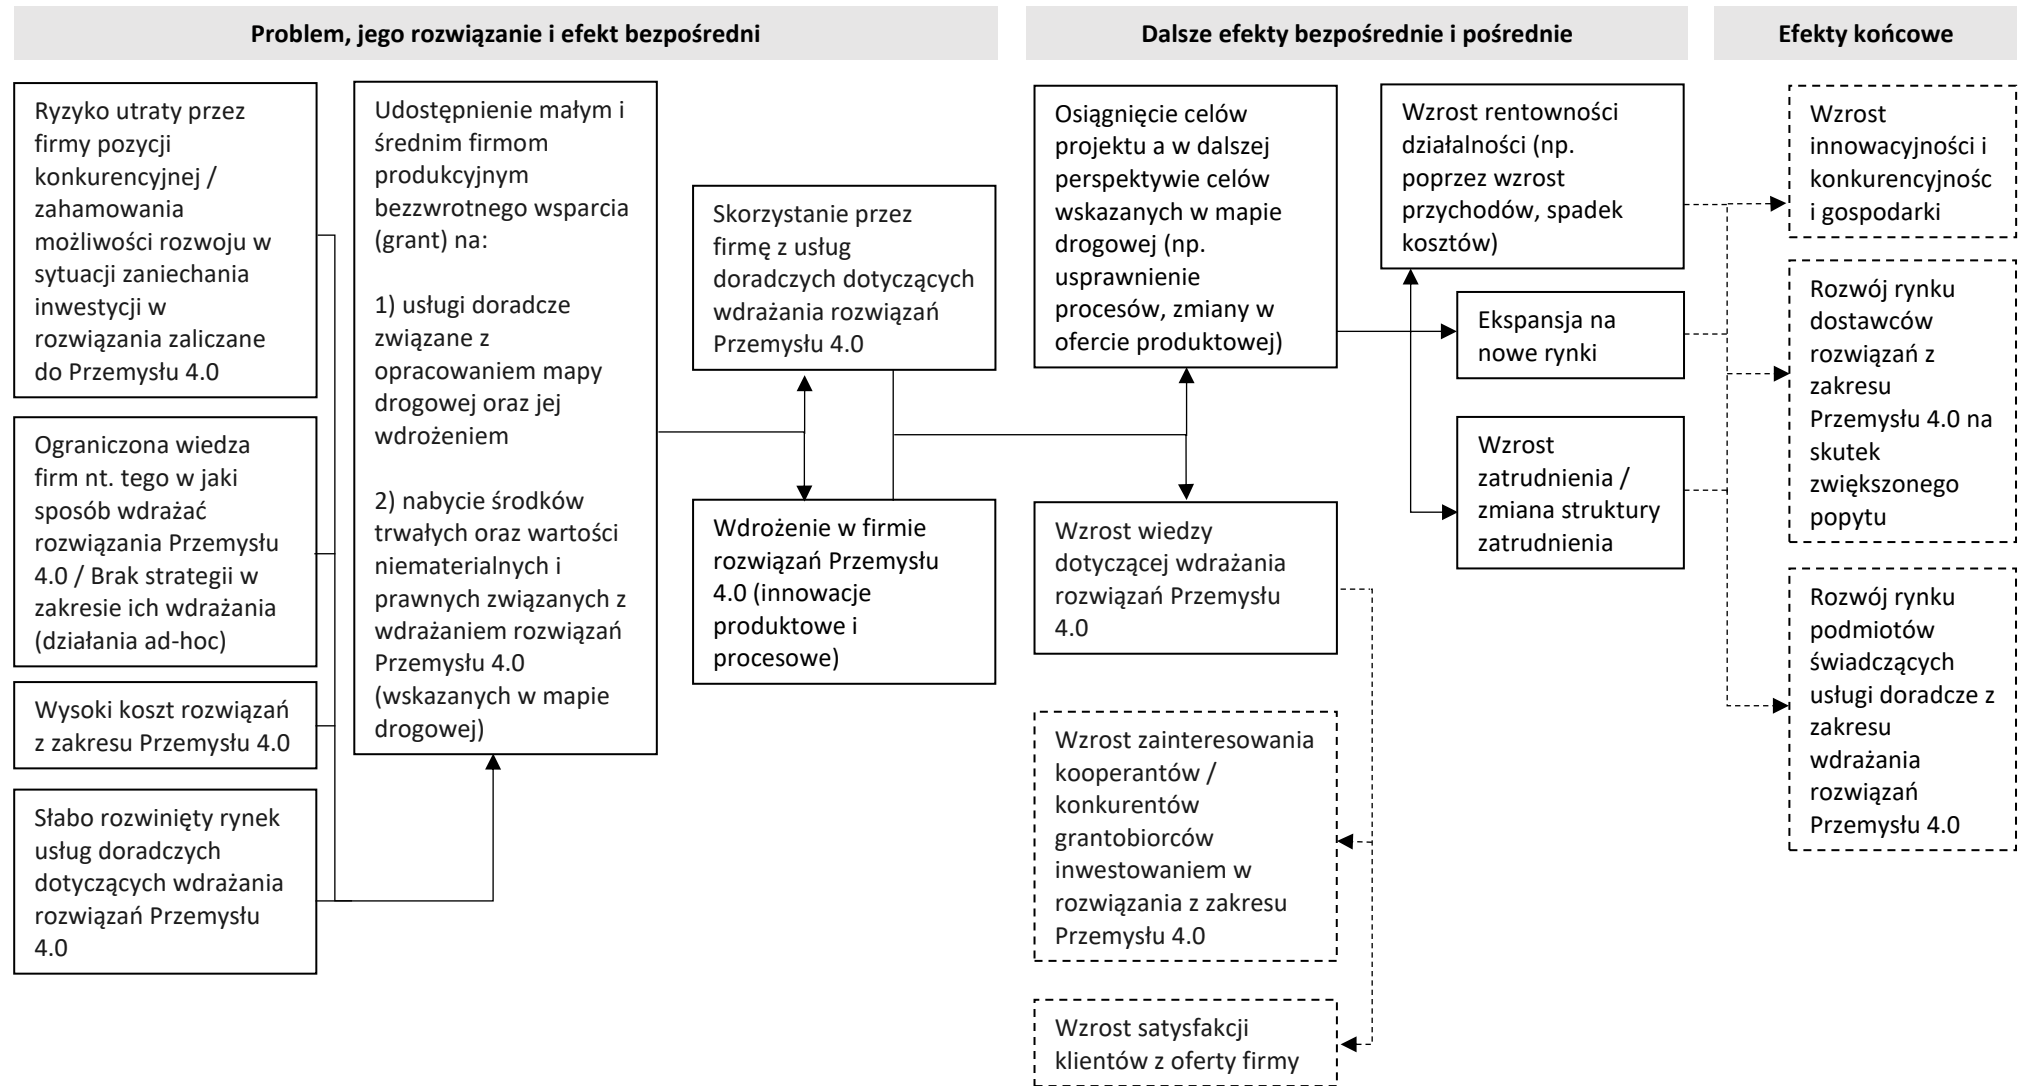 Problem, jego rozwiązanie i efekt bezpośredni
Dalsze efekty bezpośrednie i pośrednie
Efekty końcowe
Ryzyko utraty przez
firmy pozycji
konkurencyjnej /
zahamowania
możliwości rozwoju w
sytuacji zaniechania
inwestycji w
rozwiązania zaliczane
do Przemysłu 4.0
Ograniczona wiedza
firm nt. tego w jaki
sposób wdrażać
rozwiązania Przemysłu
4.0 / Brak strategii w
zakresie ich wdrażania
(działania ad-hoc)
Wysoki koszt rozwiązań
z zakresu Przemysłu 4.0
Słabo rozwinięty rynek
usług doradczych
dotyczących wdrażania
rozwiązań Przemysłu
4.0
Udostępnienie małym i
średnim firmom
produkcyjnym
bezzwrotnego wsparcia
(grant) na:
1) usługi doradcze
związane z
opracowaniem mapy
drogowej oraz jej
wdrożeniem
2) nabycie środków
trwałych oraz wartości
niematerialnych i
prawnych związanych z
wdrażaniem rozwiązań
Przemysłu 4.0
(wskazanych w mapie
drogowej)
Skorzystanie przez
firmę z usług
doradczych dotyczących
wdrażania rozwiązań
Przemysłu 4.0
Wdrożenie w firmie
rozwiązań Przemysłu
4.0 (innowacje
produktowe i
procesowe)
Osiągnięcie celów
projektu a w dalszej
perspektywie celów
wskazanych w mapie
drogowej (np.
usprawnienie
procesów, zmiany w
ofercie produktowej)
Wzrost wiedzy
dotyczącej wdrażania
rozwiązań Przemysłu
4.0
Wzrost zainteresowania
kooperantów /
konkurentów
grantobiorców
inwestowaniem w
rozwiązania z zakresu
Przemysłu 4.0
Wzrost satysfakcji
klientów z oferty firmy
Wzrost rentowności
działalności (np.
poprzez wzrost
przychodów, spadek
kosztów)
Ekspansja na
nowe rynki
Wzrost
zatrudnienia /
zmiana struktury
zatrudnienia
Wzrost
innowacyjności i
konkurencyjnośc
i gospodarki
Rozwój rynku
dostawców
rozwiązań z
zakresu
Przemysłu 4.0 na
skutek
zwiększonego
popytu
Rozwój rynku
podmiotów
świadczących
usługi doradcze z
zakresu
wdrażania
rozwiązań
Przemysłu 4.0